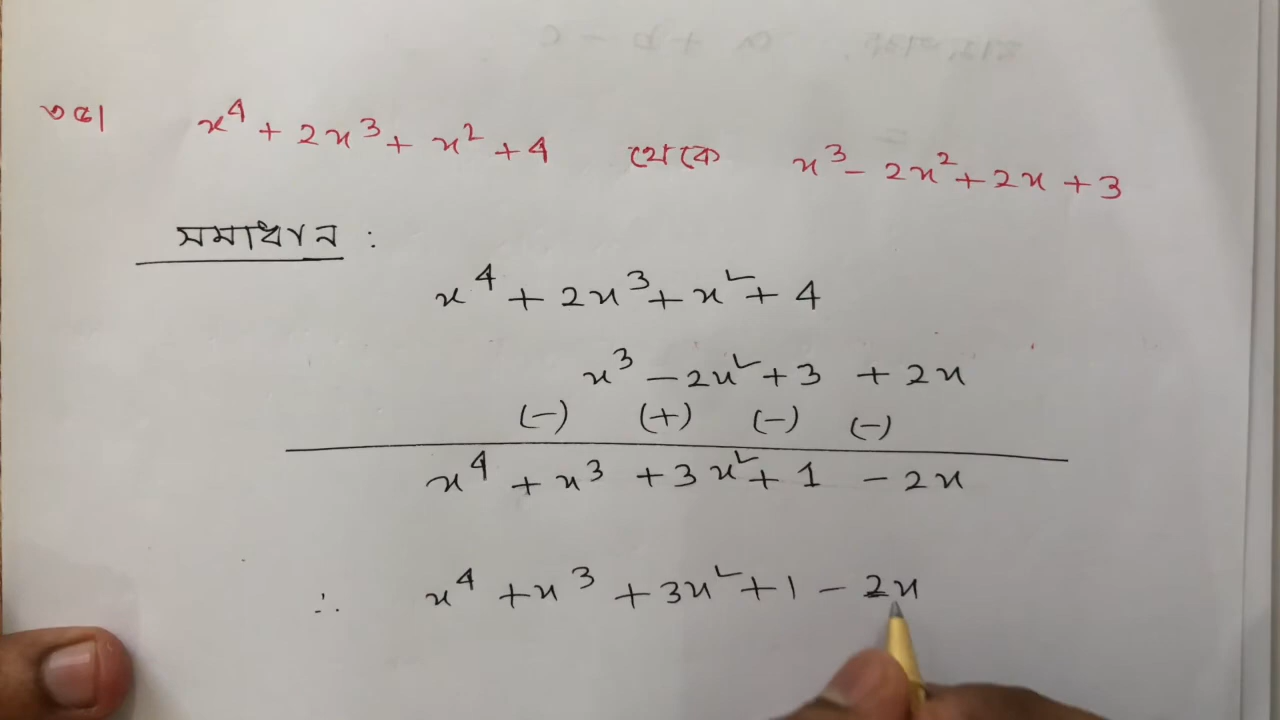 ৩৫। x⁴ + 2x³ + x² + 4 থেকে x³ - 2x² + 2x + 3
সমাধান :
x⁴ + 2x³ + x² + 4
x³ - 2x² + 3 + 2x
(-) (+) (-) (-)
x⁴ + x³ + 3x² + 1 - 2x
∴ x⁴ + x³ + 3x² + 1 - 2x